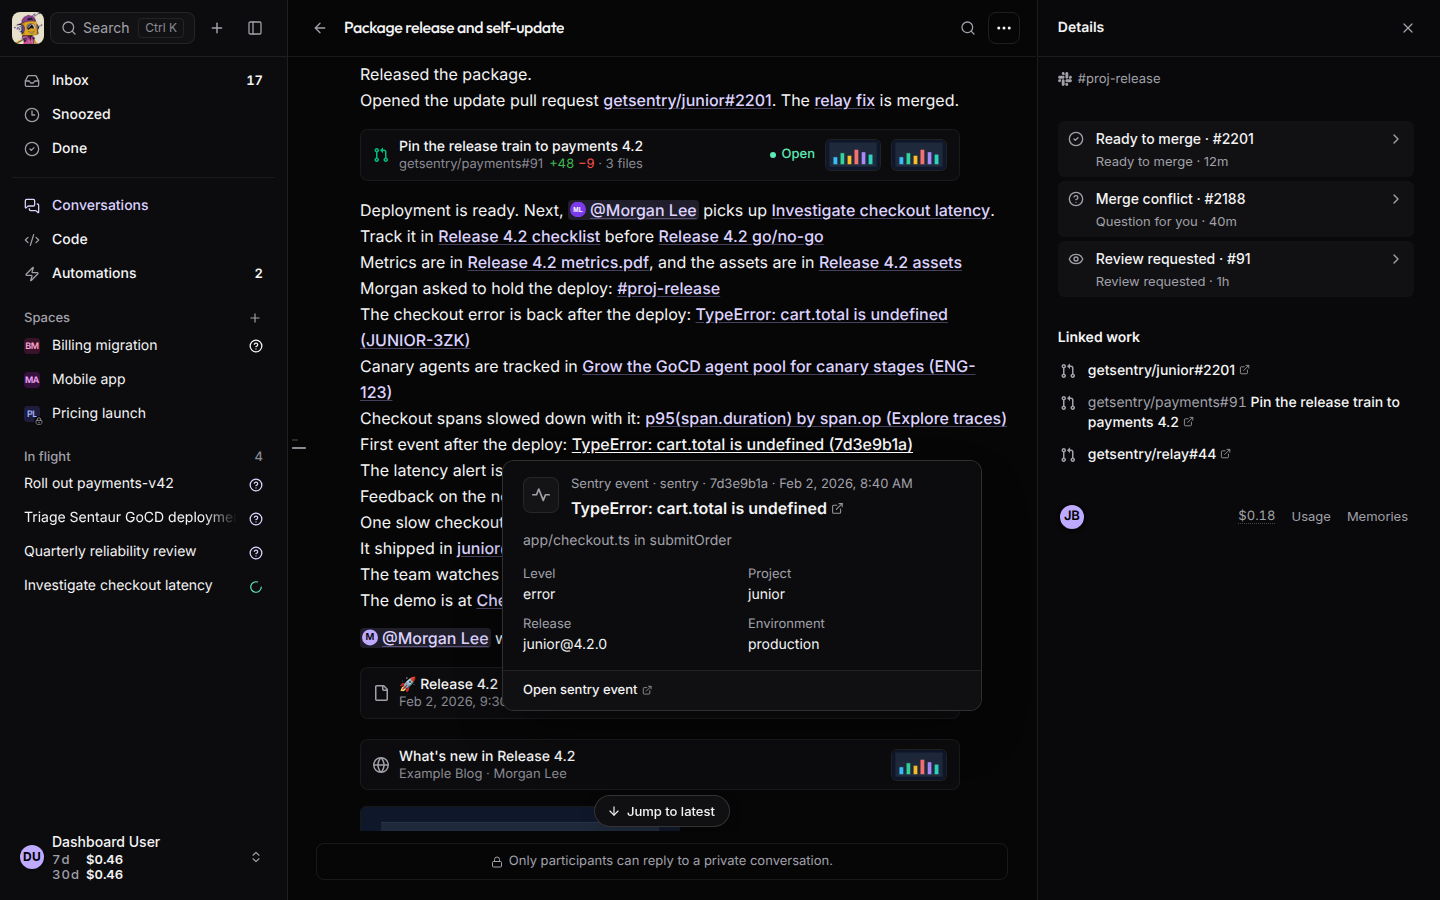 Search Ctrl K
Inbox 17
Snoozed
Done
Conversations
Code
Automations 2
Spaces
BM Billing migration
MA Mobile app
PL Pricing launch
In flight 4
Roll out payments-v42
Triage Sentaur GoCD deployme
Quarterly reliability review
Investigate checkout latency
DU Dashboard User
7d $0.46
30d $0.46
Package release and self-update
Released the package.
Opened the update pull request getsentry/junior#2201. The relay fix is merged.
Pin the release train to payments 4.2
getsentry/payments#91 +48 −9 · 3 files
Open
Deployment is ready. Next, ML @Morgan Lee picks up Investigate checkout latency.
Track it in Release 4.2 checklist before Release 4.2 go/no-go
Metrics are in Release 4.2 metrics.pdf, and the assets are in Release 4.2 assets
Morgan asked to hold the deploy: #proj-release
The checkout error is back after the deploy: TypeError: cart.total is undefined
(JUNIOR-3ZK)
Canary agents are tracked in Grow the GoCD agent pool for canary stages (ENG-
123)
Checkout spans slowed down with it: p95(span.duration) by span.op (Explore traces)
First event after the deploy: TypeError: cart.total is undefined (7d3e9b1a)
The latency alert is
Feedback on the n
One slow checkout
It shipped in junior
The team watches
The demo is at Che
M @Morgan Lee w
🚀 Release 4.2
Feb 2, 2026, 9:30
Sentry event · sentry · 7d3e9b1a · Feb 2, 2026, 8:40 AM
TypeError: cart.total is undefined
app/checkout.ts in submitOrder
Level Project
error junior
Release Environment
junior@4.2.0 production
Open sentry event
What's new in Release 4.2
Example Blog · Morgan Lee
Jump to latest
Only participants can reply to a private conversation.
Details
#proj-release
Ready to merge · #2201
Ready to merge · 12m
Merge conflict · #2188
Question for you · 40m
Review requested · #91
Review requested · 1h
Linked work
getsentry/junior#2201
getsentry/payments#91 Pin the release train to
payments 4.2
getsentry/relay#44
JB $0.18 Usage Memories